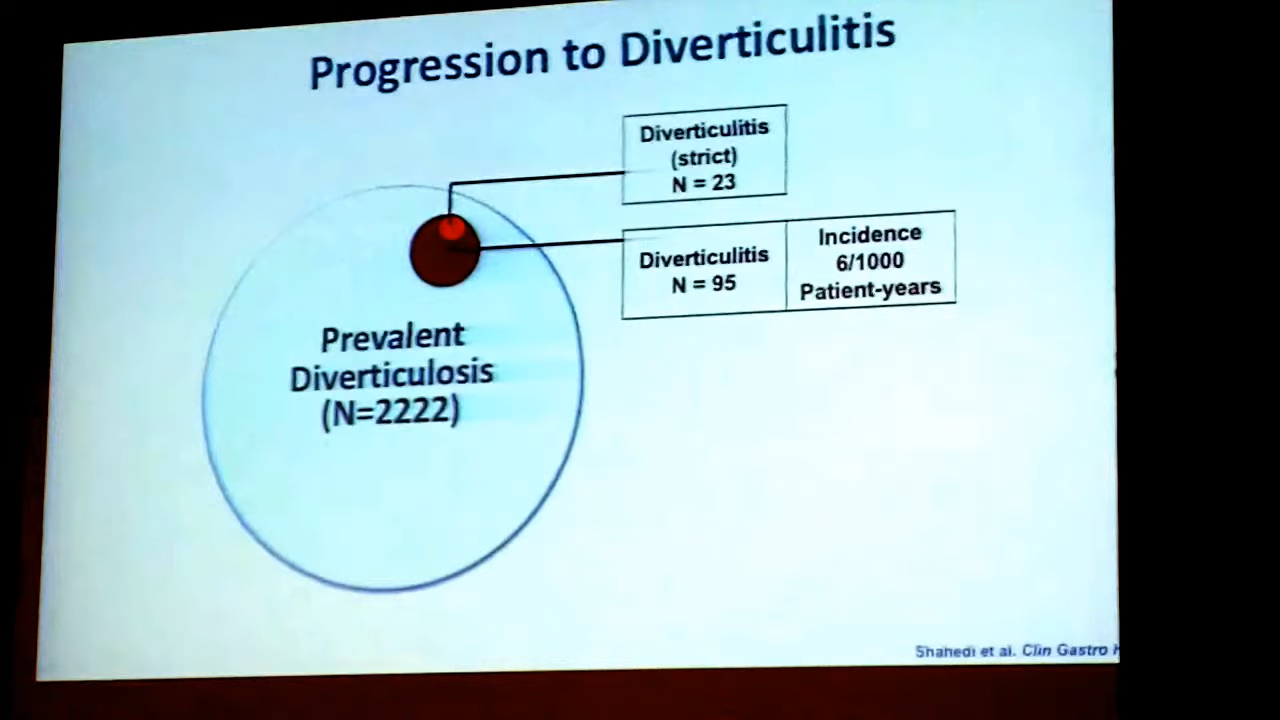 Progression to Diverticulitis
Diverticulitis
(strict)
N = 23
Diverticulitis
N = 95
Incidence
6/1000
Patient-years
Prevalent
Diverticulosis
(N=2222)
Shahedi et al. Clin Gastro